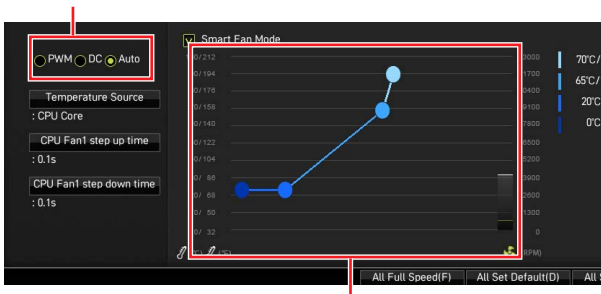 Smart Fan Mode
PWM DC Auto
Temperature Source
: CPU Core
CPU Fan1 step up time
: 0.1s
CPU Fan1 step down time
: 0.1s
0/212
0/194
0/176
0/158
0/140
0/122
0/104
0/ 86
0/ 68
0/ 50
0/ 32
(°C) (°F)
3000
1700
0400
9100
7800
6500
5200
3900
2600
1300
0
(RPM)
70°C/
65°C/
20°C
0°C
All Full Speed(F) All Set Default(D) All S